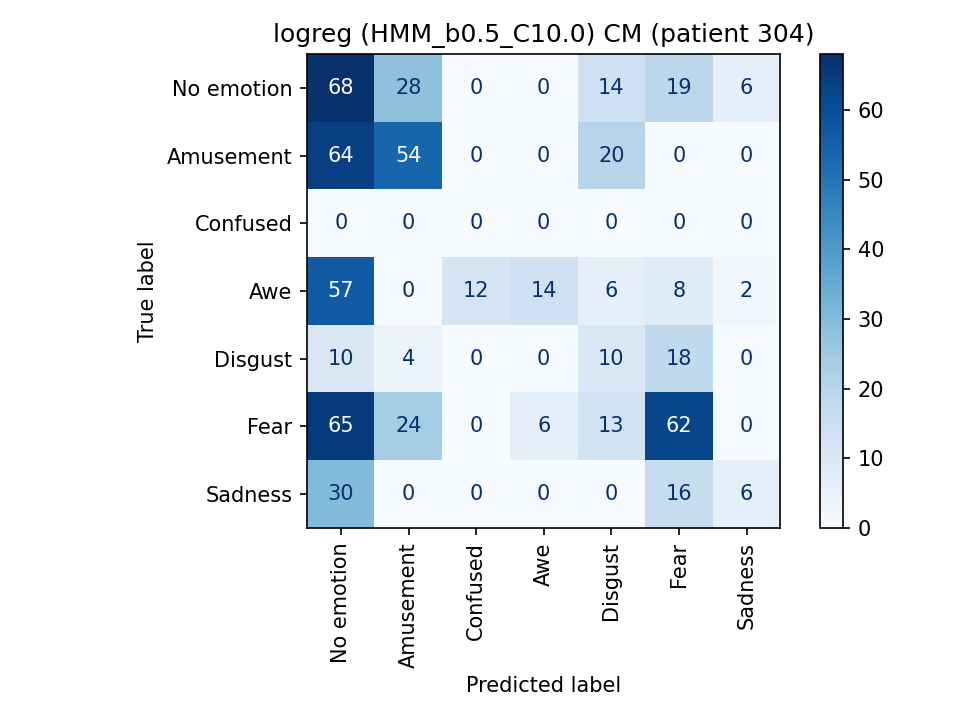 logreg (HMM_b0.5_C10.0) CM (patient 304)
True label
No emotion 68 28 0 0 14 19 6
Amusement 64 54 0 0 20 0 0
Confused 0 0 0 0 0 0 0
Awe 57 0 12 14 6 8 2
Disgust 10 4 0 0 10 18 0
Fear 65 24 0 6 13 62 0
Sadness 30 0 0 0 0 16 6
No emotion Amusement Confused Awe Disgust Fear Sadness
Predicted label
60
50
40
30
20
10
0